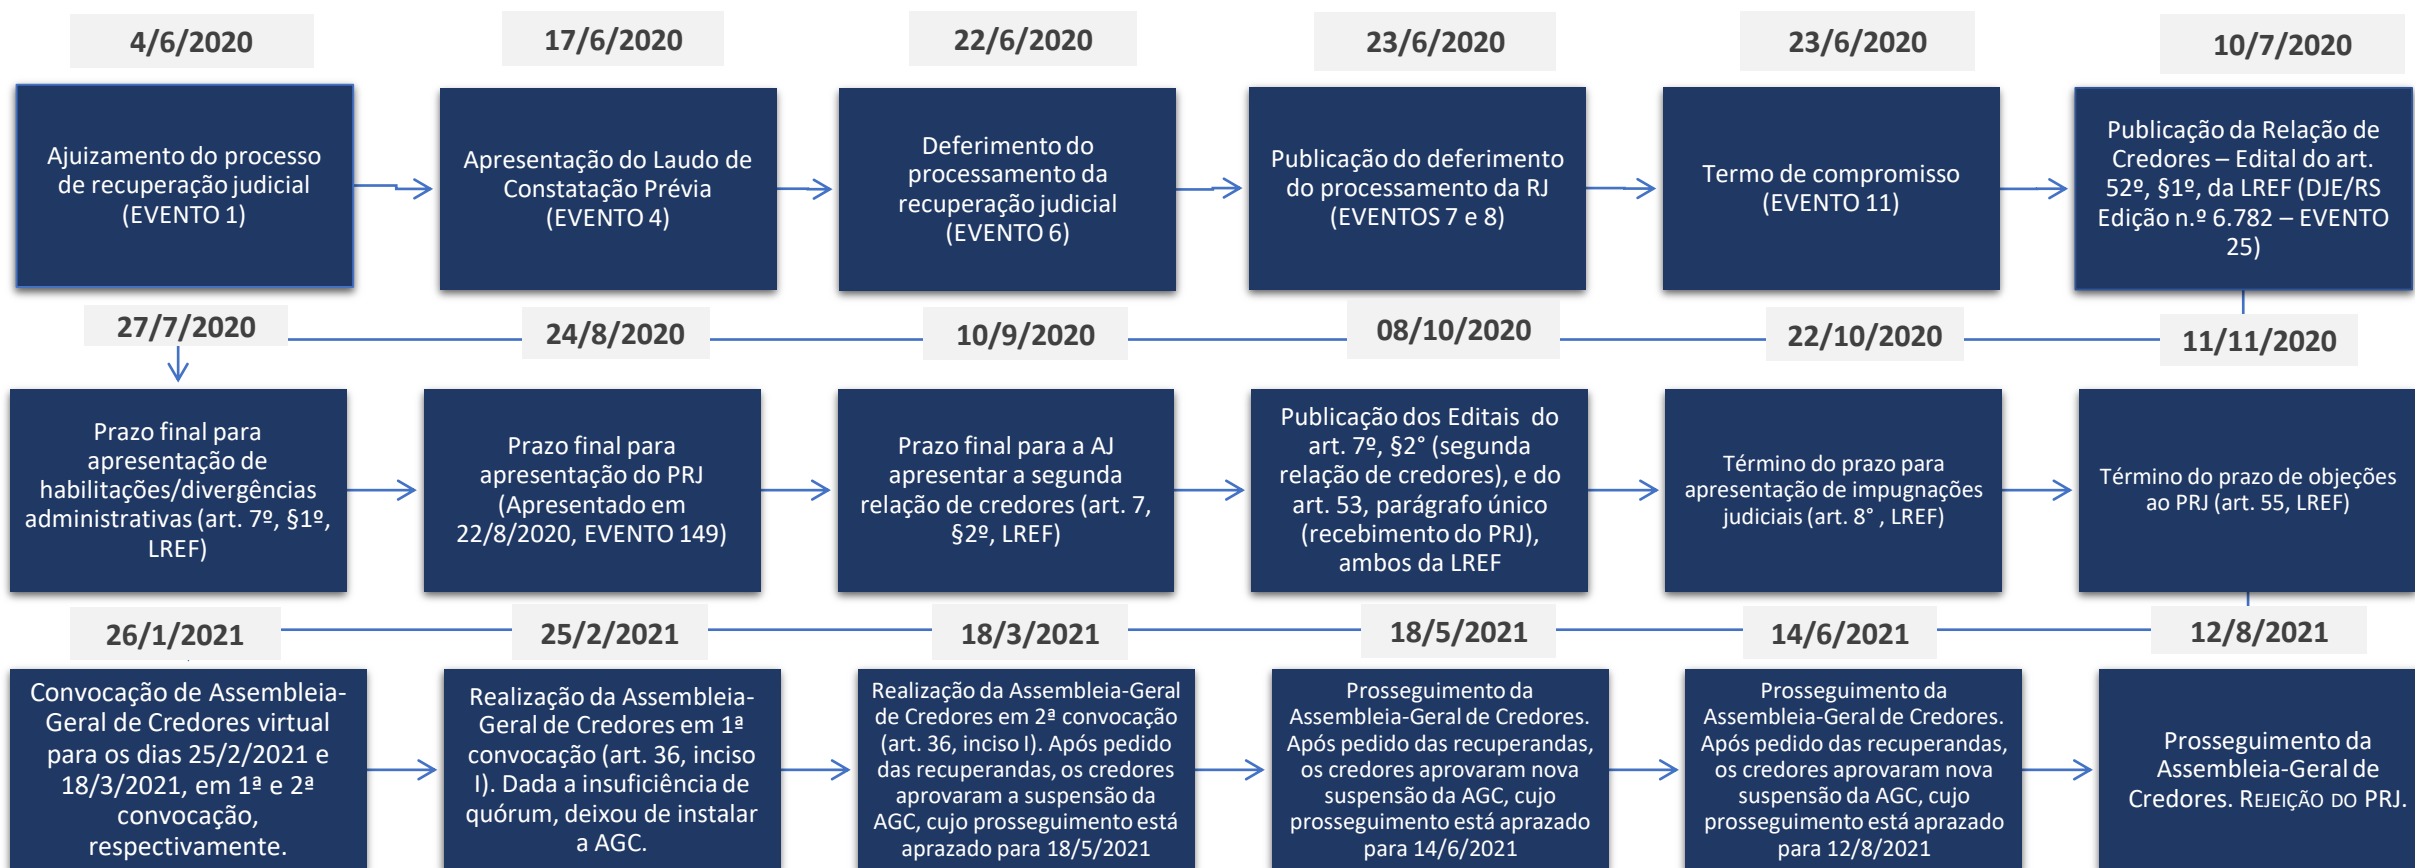 4/6/2020
17/6/2020
22/6/2020
23/6/2020
23/6/2020
10/7/2020
Ajuizamento do processo
de recuperação judicial
(EVENTO 1)
Apresentação do Laudo de
Constatação Prévia
(EVENTO 4)
Deferimento do
processamento da
recuperação judicial
(EVENTO 6)
Publicação do deferimento
do processamento da RJ
(EVENTOS 7 e 8)
Termo de compromisso
(EVENTO 11)
Publicação da Relação de
Credores – Edital do art.
52º, §1º, da LREF (DJE/RS
Edição n.º 6.782 – EVENTO
25)
27/7/2020
24/8/2020
10/9/2020
08/10/2020
22/10/2020
11/11/2020
Prazo final para
apresentação de
habilitações/divergências
administrativas (art. 7º, §1º,
LREF)
Prazo final para
apresentação do PRJ
(Apresentado em
22/8/2020, EVENTO 149)
Prazo final para a AJ
apresentar a segunda
relação de credores (art. 7,
§2º, LREF)
Publicação dos Editais do
art. 7º, §2° (segunda
relação de credores), e do
art. 53, parágrafo único
(recebimento do PRJ),
ambos da LREF
Término do prazo para
apresentação de impugnações
judiciais (art. 8° , LREF)
Término do prazo de objeções
ao PRJ (art. 55, LREF)
26/1/2021
25/2/2021
18/3/2021
18/5/2021
14/6/2021
12/8/2021
Convocação de Assembleia-
Geral de Credores virtual
para os dias 25/2/2021 e
18/3/2021, em 1ª e 2ª
convocação,
respectivamente.
Realização da Assembleia-
Geral de Credores em 1ª
convocação (art. 36, inciso
I). Dada a insuficiência de
quórum, deixou de instalar
a AGC.
Realização da Assembleia-Geral
de Credores em 2ª convocação
(art. 36, inciso I). Após pedido
das recuperandas, os credores
aprovaram a suspensão da
AGC, cujo prosseguimento está
aprazado para 18/5/2021
Prosseguimento da
Assembleia-Geral de Credores.
Após pedido das recuperandas,
os credores aprovaram nova
suspensão da AGC, cujo
prosseguimento está aprazado
para 14/6/2021
Prosseguimento da
Assembleia-Geral de Credores.
Após pedido das recuperandas,
os credores aprovaram nova
suspensão da AGC, cujo
prosseguimento está aprazado
para 12/8/2021
Prosseguimento da
Assembleia-Geral de
Credores. REJEIÇÃO DO PRJ.